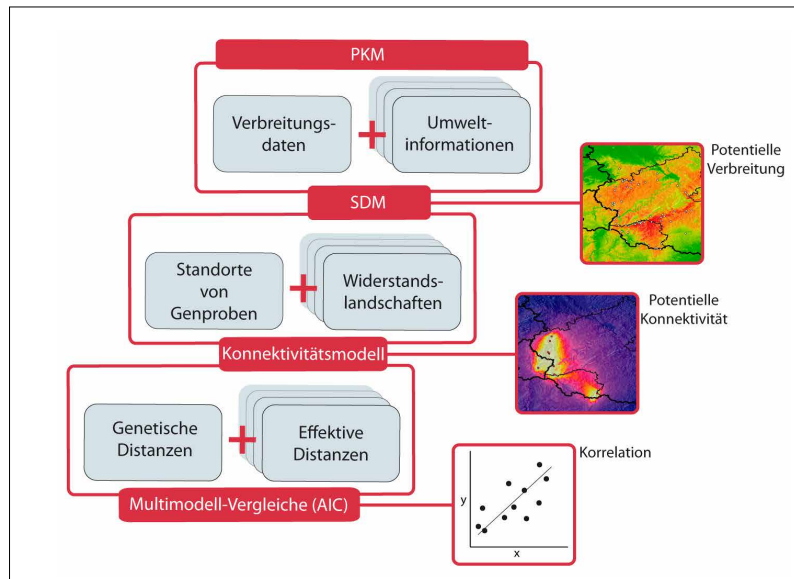 PKM
Verbreitungs-
daten
Umwelt-
informationen
Potentielle
Verbreitung
SDM
Standorte
von
Genproben
Widerstands-
landschaften
Potentielle
Konnektivität
Konnektivitätsmodell
Genetische
Distanzen
Effektive
Distanzen
Korrelation
y
x
Multimodell-Vergleiche (AIC)